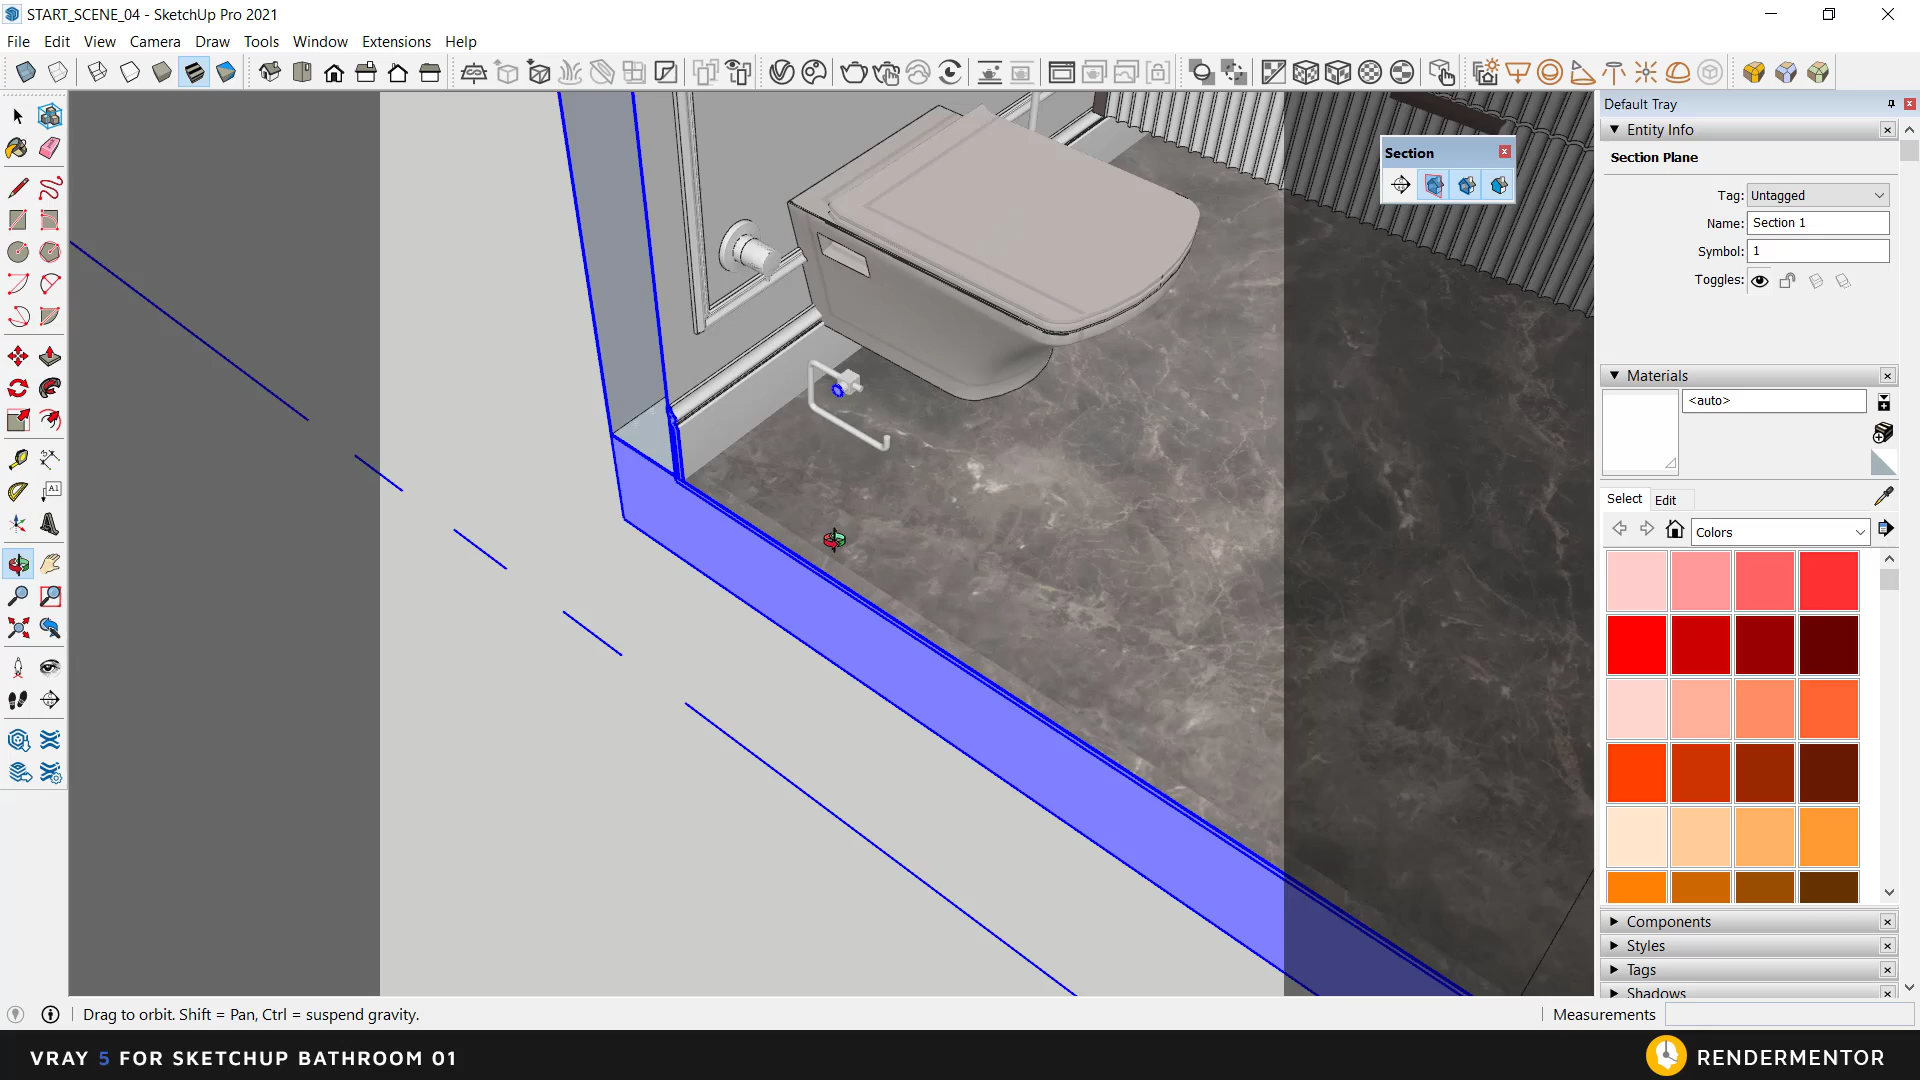 START_SCENE_04 - SketchUp Pro 2021
File Edit View Camera Draw Tools Window Extensions Help
Default Tray
Entity Info
Section Plane
Tag: Untagged
Name: Section 1
Symbol: 1
Toggles:
Section
Materials
<auto>
Select Edit
Colors
A1
Components
Styles
Tags
Shadows
Drag to orbit. Shift = Pan, Ctrl = suspend gravity.
Measurements
VRAY 5 FOR SKETCHUP BATHROOM 01
RENDERMENTOR